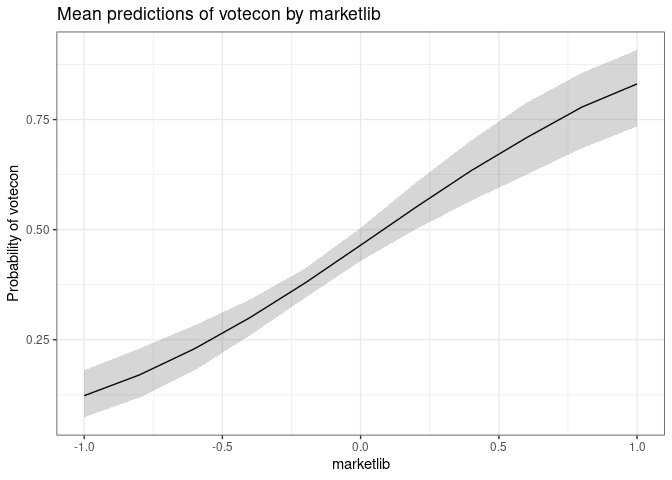 Mean predictions of votecon by marketlib
Probability of votecon
0.75
0.50
0.25
-1.0 -0.5 0.0 0.5 1.0
marketlib